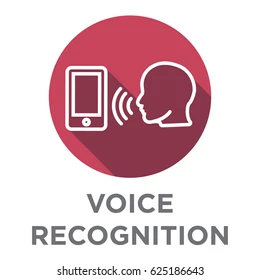 VOICE
RECOGNITION
shutterstock.com · 625186643